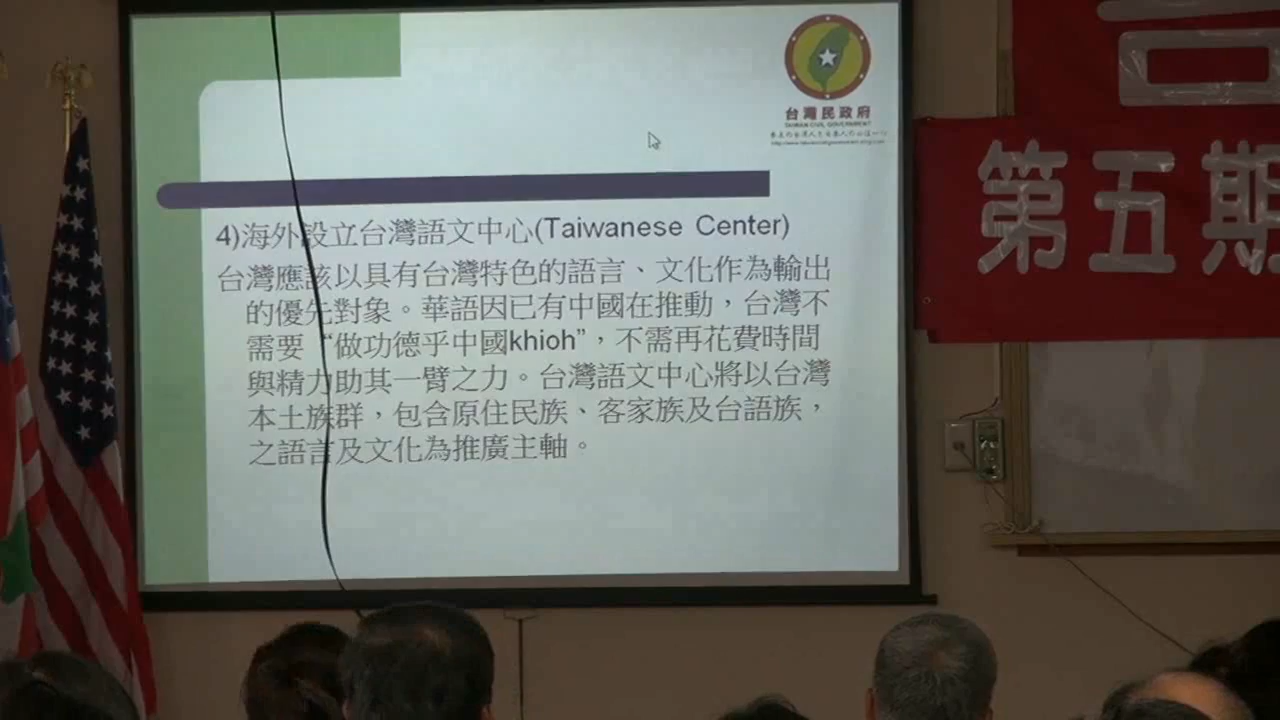 台灣民政府
TAIWAN CIVIL GOVERNMENT
4)海外設立台灣語文中心(Taiwanese Center)
台灣應該以具有台灣特色的語言、文化作為輸出
的優先對象。華語因已有中國在推動，台灣不
需要“做功德乎中國khioh”，不需再花費時間
與精力助其一臂之力。台灣語文中心將以台灣
本土族群，包含原住民族、客家族及台語族，
之語言及文化為推廣主軸。
第五期